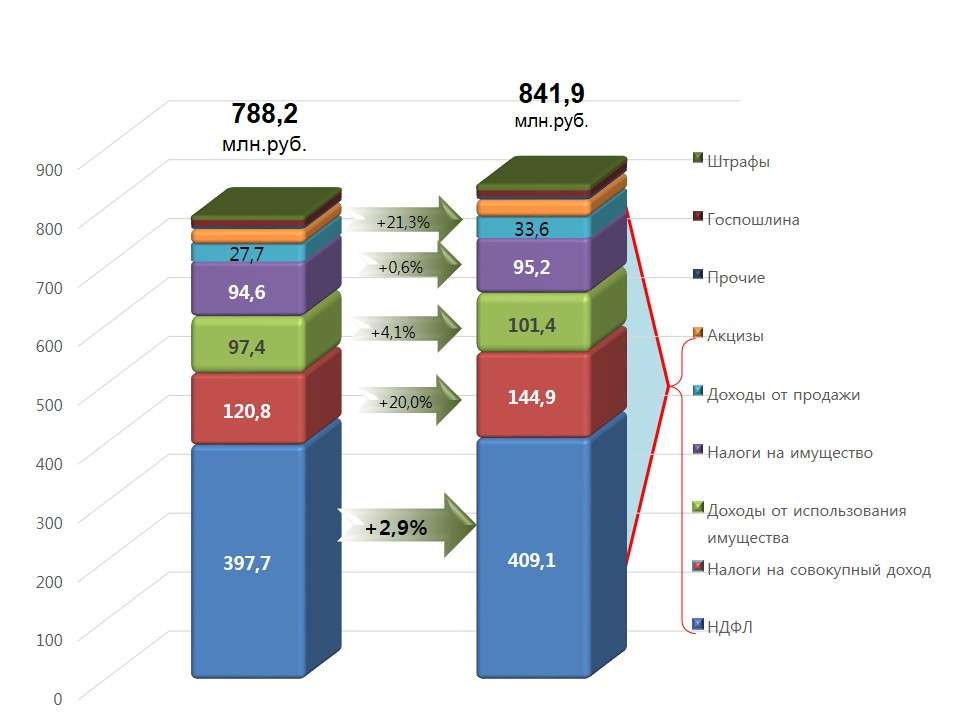 841,9
млн.руб.
788,2
млн.руб.
900
800
700
600
500
400
300
200
100
0
27,7
94,6
97,4
120,8
397,7
+21,3%
+0,6%
+4,1%
+20,0%
+2,9%
33,6
95,2
101,4
144,9
409,1
Штрафы
Госпошлина
Прочие
Акцизы
Доходы от продажи
Налоги на имущество
Доходы от использования
имущества
Налоги на совокупный доход
НДФЛ